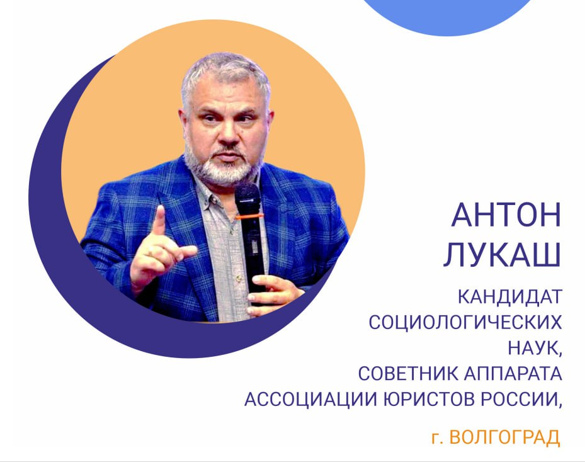 АНТОН
ЛУКАШ
КАНДИДАТ
СОЦИОЛОГИЧЕСКИХ
НАУК,
СОВЕТНИК АППАРАТА
АССОЦИАЦИИ ЮРИСТОВ РОССИИ,
г. ВОЛГОГРАД